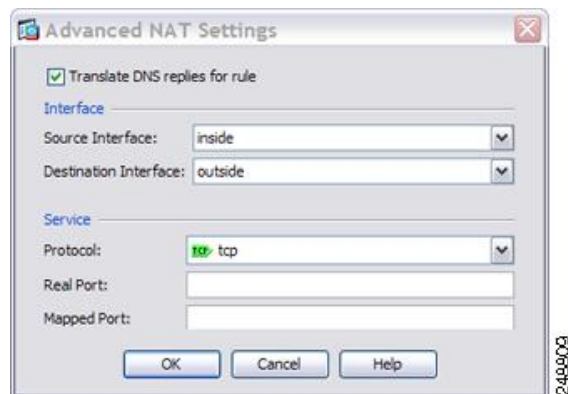 Advanced NAT Settings
Translate DNS replies for rule
Interface
Source Interface: inside
Destination Interface: outside
Service
Protocol: TCP tcp
Real Port:
Mapped Port:
OK Cancel Help
248809